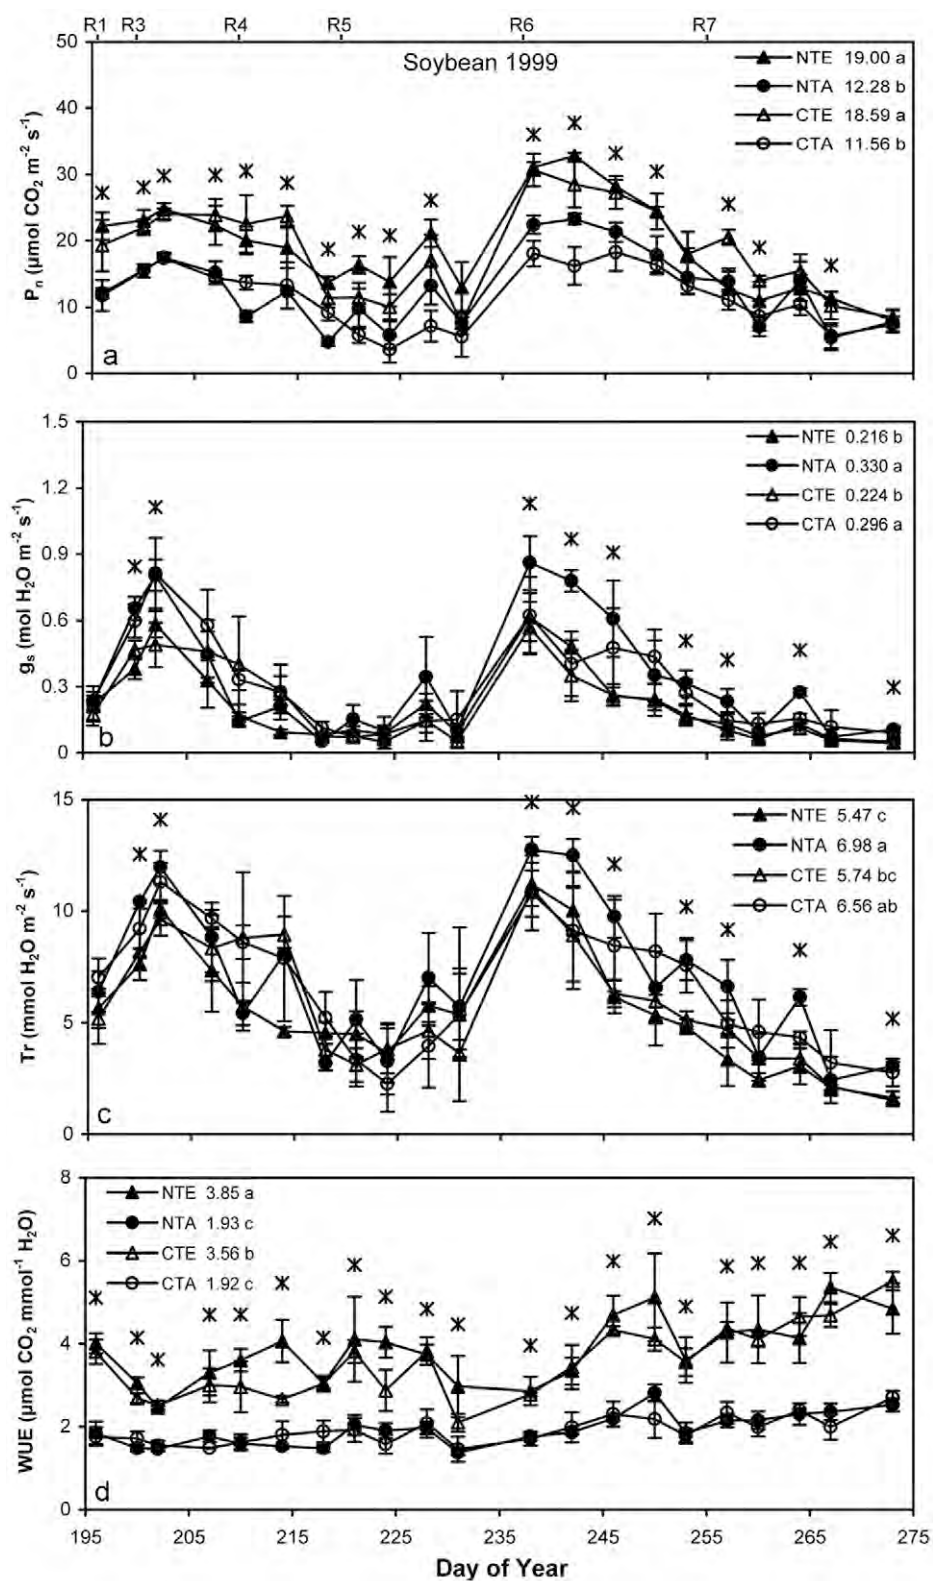 R1 R3 R4 R5 R6 R7
Soybean 1999
50
40
30
20
10
0
Pn (µmol CO2 m-2 s-1)
NTE 19.00 a
NTA 12.28 b
CTE 18.59 a
CTA 11.56 b
a
1.5
1.2
0.9
0.6
0.3
0
gs (mol H2O m-2 s-1)
NTE 0.216 b
NTA 0.330 a
CTE 0.224 b
CTA 0.296 a
b
15
10
5
0
Tr (mmol H2O m-2 s-1)
NTE 5.47 c
NTA 6.98 a
CTE 5.74 bc
CTA 6.56 ab
c
8
6
4
2
0
WUE (µmol CO2 mmol-1 H2O)
NTE 3.85 a
NTA 1.93 c
CTE 3.56 b
CTA 1.92 c
d
195 205 215 225 235 245 255 265 275
Day of Year